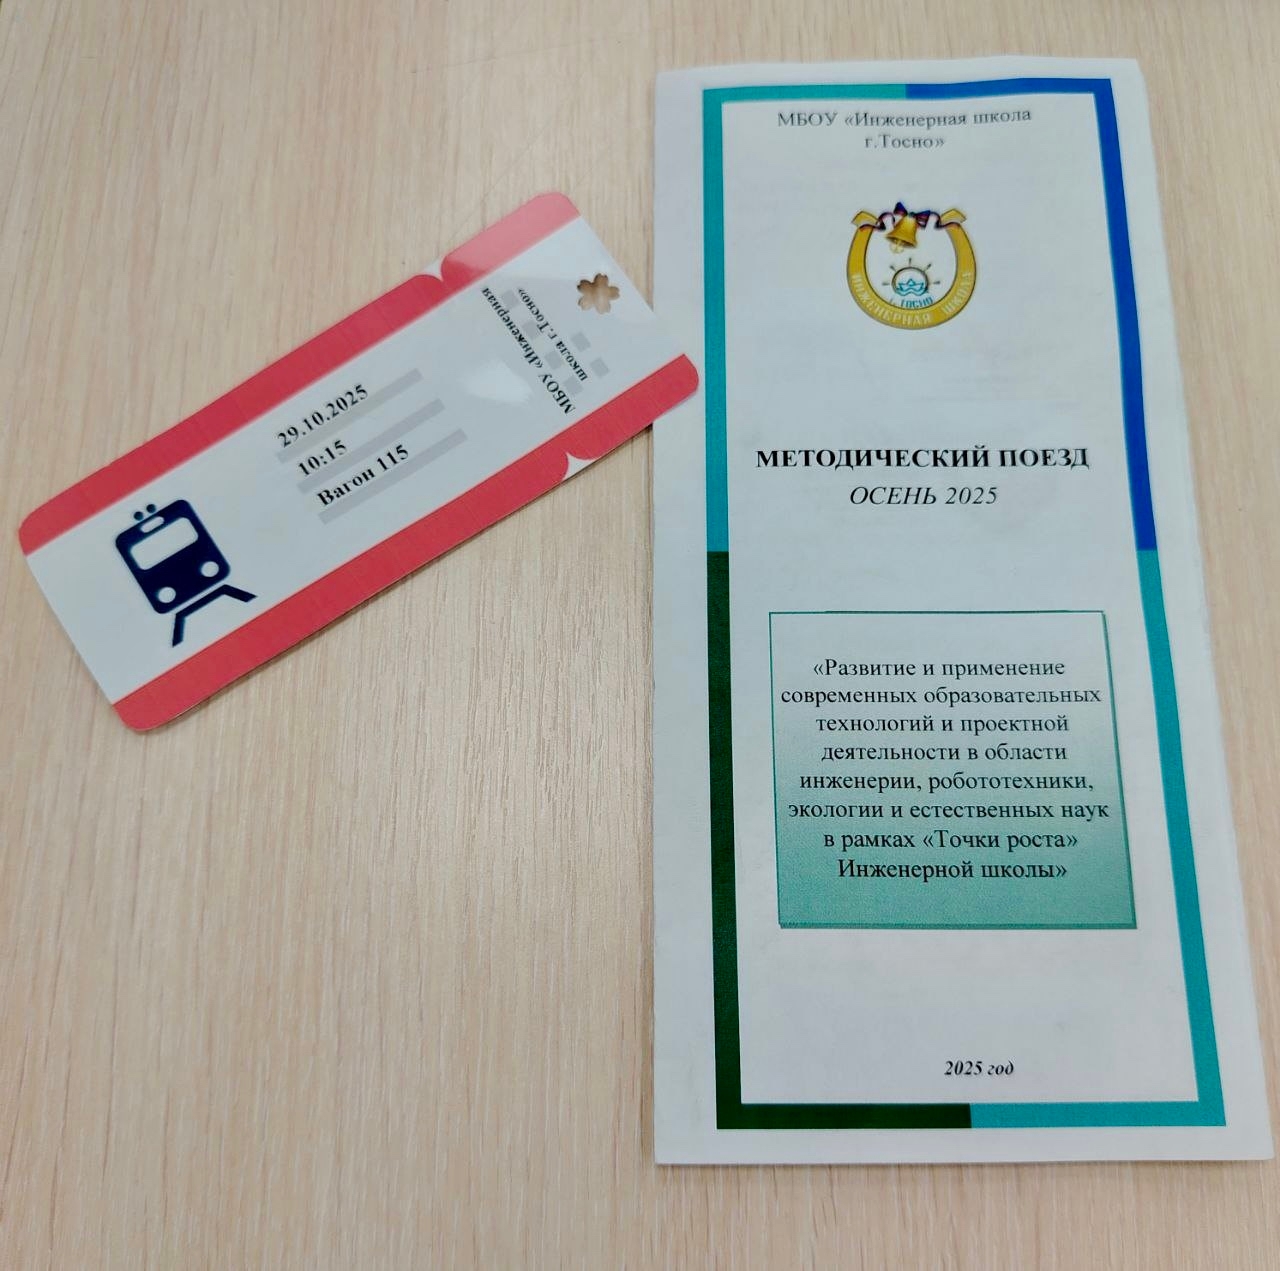 29.10.2025
10:15
Вагон 115
МБОУ «Инженерная
школа г.Тосно»
МБОУ «Инженерная школа
г.Тосно»
г. ТОСНО
ИНЖЕНЕРНАЯ ШКОЛА
МЕТОДИЧЕСКИЙ ПОЕЗД
ОСЕНЬ 2025
«Развитие и применение
современных образовательных
технологий и проектной
деятельности в области
инженерии, робототехники,
экологии и естественных наук
в рамках «Точки роста»
Инженерной школы»
2025 год